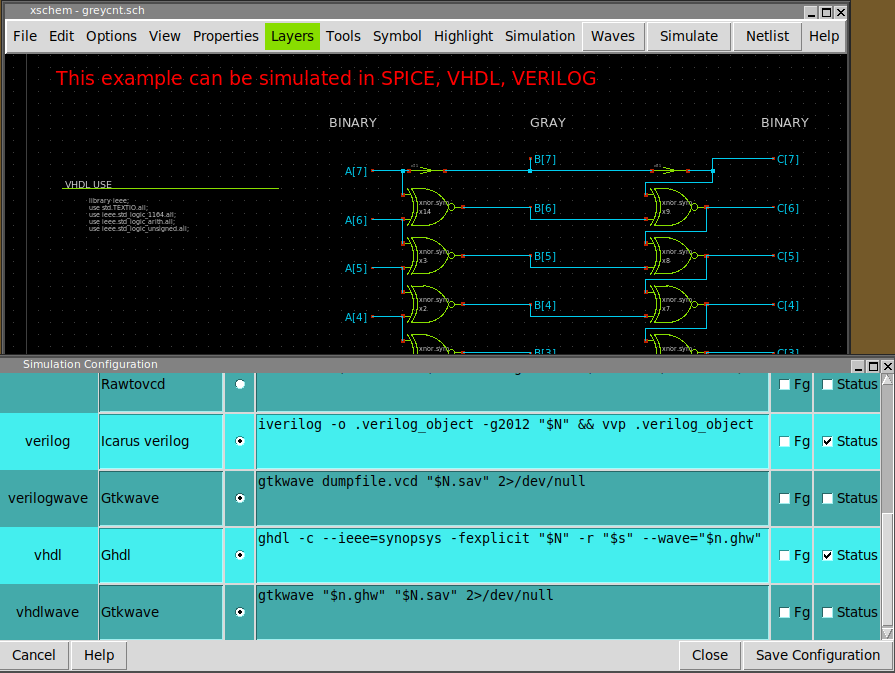 xschem - greycnt.sch
File Edit Options View Properties Layers Tools Symbol Highlight Simulation Waves Simulate Netlist Help
This example can be simulated in SPICE, VHDL, VERILOG
BINARY GRAY BINARY
A[7] B[7] C[7]
VHDL USE
library ieee;
use std.TEXTIO.all;
use ieee.std_logic_1164.all;
use ieee.std_logic_arith.all;
use ieee.std_logic_unsigned.all;
xnor.sym xnor.sym
x14 x9
A[6] B[6] C[6]
xnor.sym xnor.sym
x3 x8
A[5] B[5] C[5]
xnor.sym xnor.sym
x2 x7
A[4] B[4] C[4]
xnor.sym xnor.sym
B[3] C[3]
Simulation Configuration
Rawtovcd Fg Status
verilog Icarus verilog iverilog -o .verilog_object -g2012 "$N" && vvp .verilog_object Fg Status
verilogwave Gtkwave gtkwave dumpfile.vcd "$N.sav" 2>/dev/null Fg Status
vhdl Ghdl ghdl -c --ieee=synopsys -fexplicit "$N" -r "$s" --wave="$n.ghw" Fg Status
vhdlwave Gtkwave gtkwave "$n.ghw" "$N.sav" 2>/dev/null Fg Status
Cancel Help Close Save Configuration